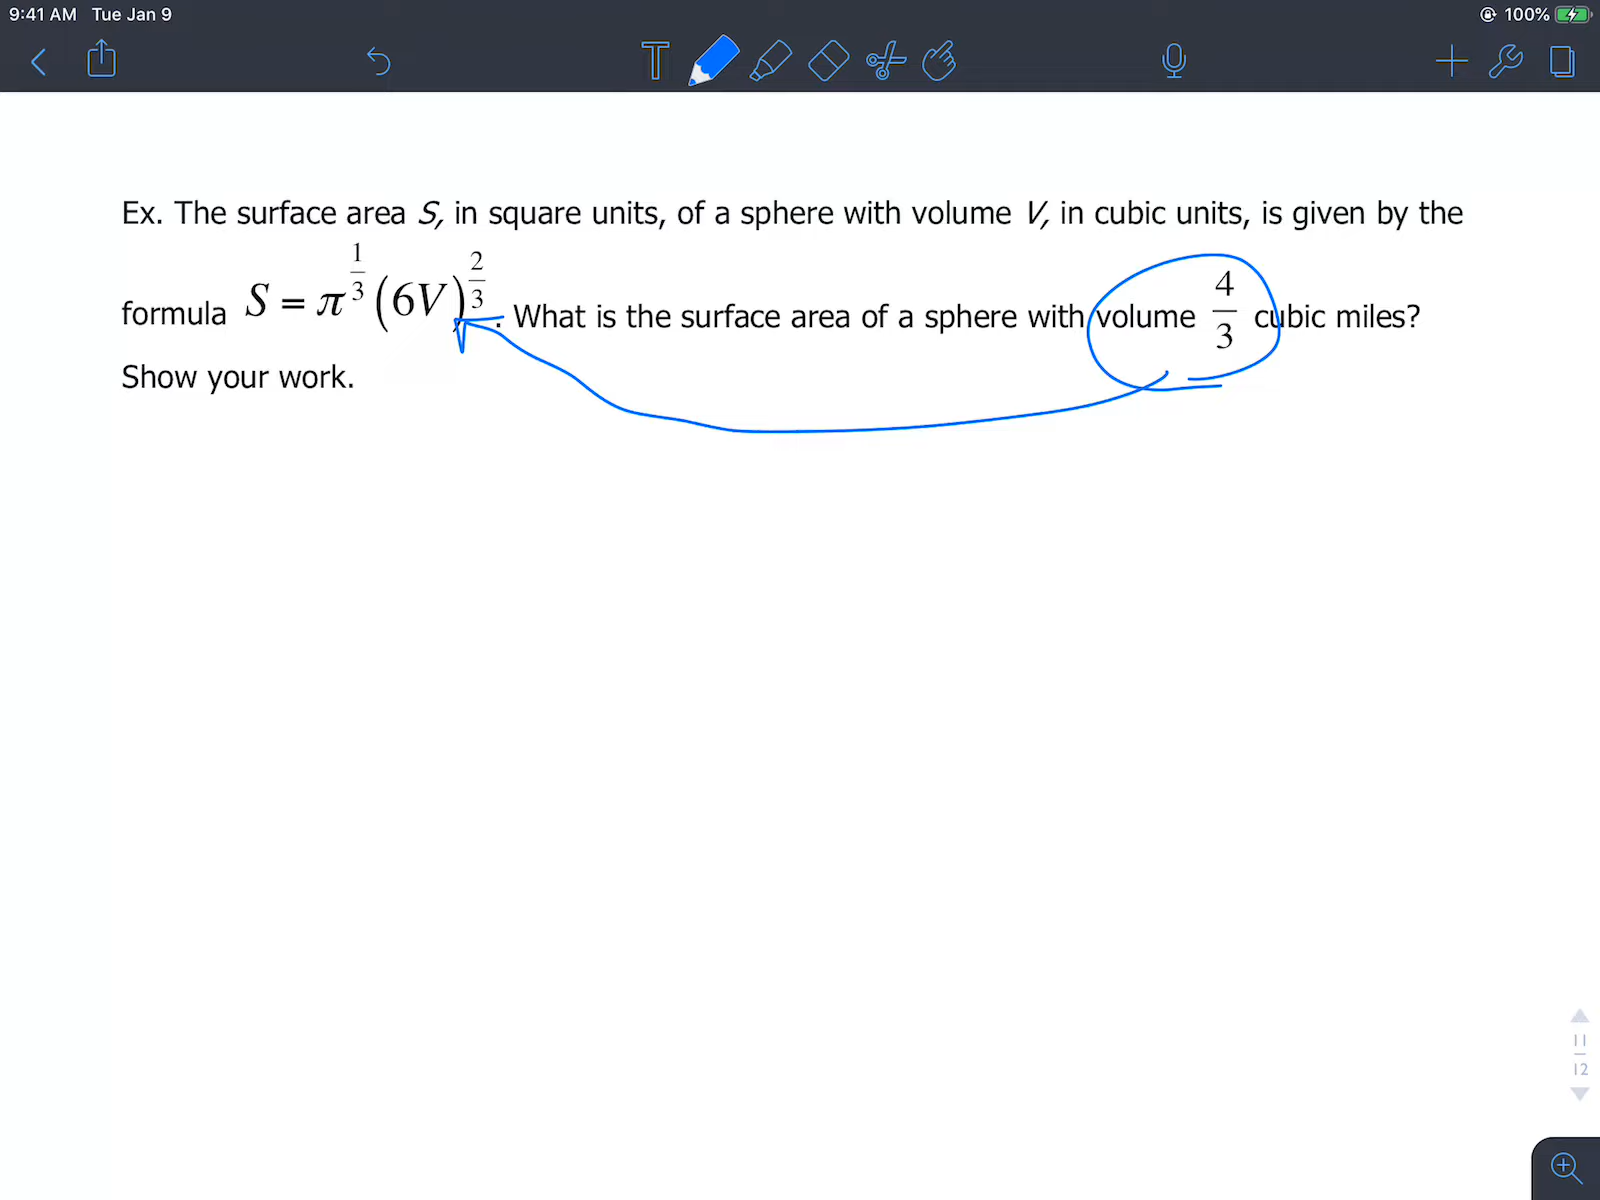 9:41 AM Tue Jan 9 100%
T
Ex. The surface area S, in square units, of a sphere with volume V, in cubic units, is given by the
formula S = π^(1/3) (6V)^(2/3). What is the surface area of a sphere with volume 4/3 cubic miles?
Show your work.
11
12